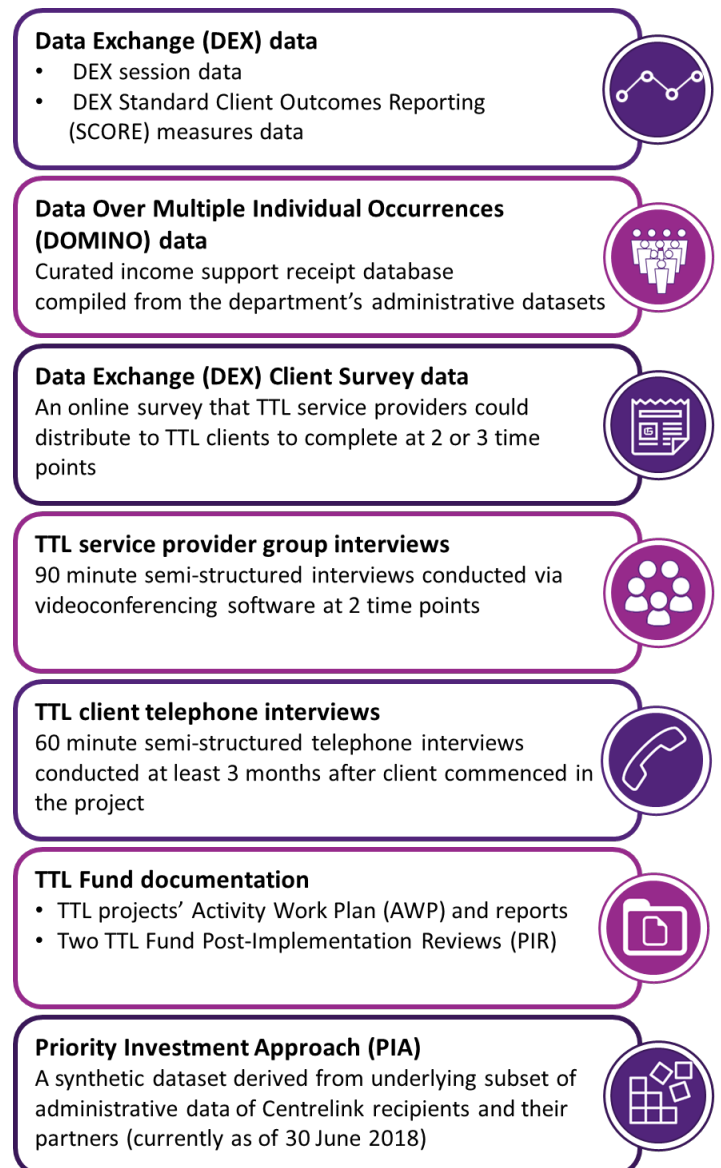 Data Exchange (DEX) data
• DEX session data
• DEX Standard Client Outcomes Reporting
(SCORE) measures data
Data Over Multiple Individual Occurrences
(DOMINO) data
Curated income support receipt database
compiled from the department’s administrative datasets
Data Exchange (DEX) Client Survey data
An online survey that TTL service providers could
distribute to TTL clients to complete at 2 or 3 time
points
TTL service provider group interviews
90 minute semi-structured interviews conducted via
videoconferencing software at 2 time points
TTL client telephone interviews
60 minute semi-structured telephone interviews
conducted at least 3 months after client commenced in
the project
TTL Fund documentation
• TTL projects’ Activity Work Plan (AWP) and reports
• Two TTL Fund Post-Implementation Reviews (PIR)
Priority Investment Approach (PIA)
A synthetic dataset derived from underlying subset of
administrative data of Centrelink recipients and their
partners (currently as of 30 June 2018)